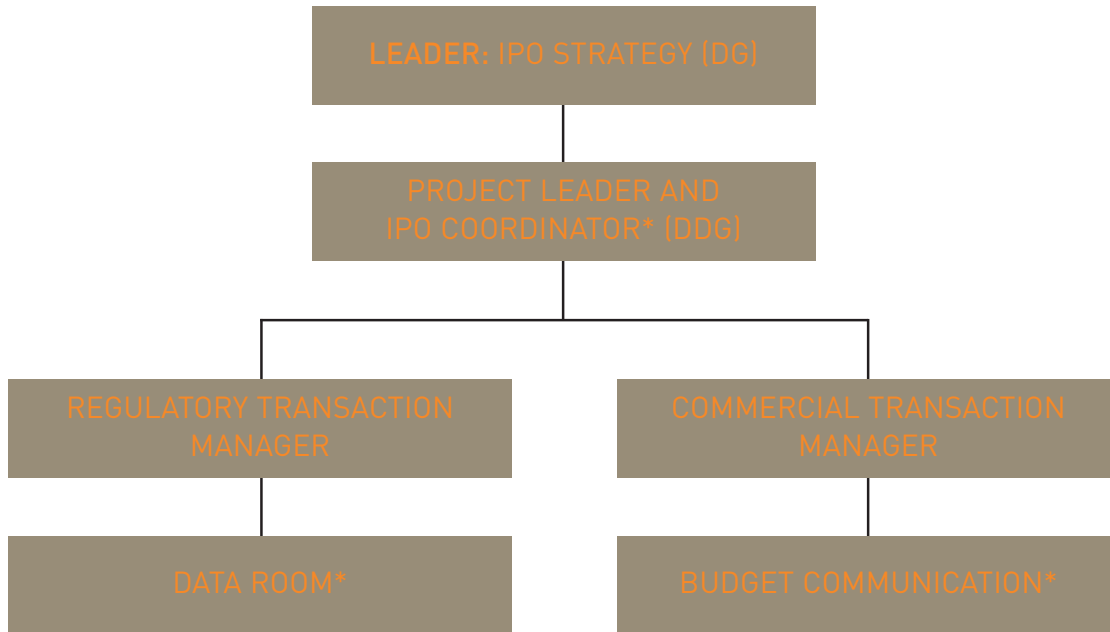 LEADER: IPO STRATEGY (DG)
PROJECT LEADER AND
IPO COORDINATOR* (DDG)
REGULATORY TRANSACTION
MANAGER
COMMERCIAL TRANSACTION
MANAGER
DATA ROOM*
BUDGET COMMUNICATION*